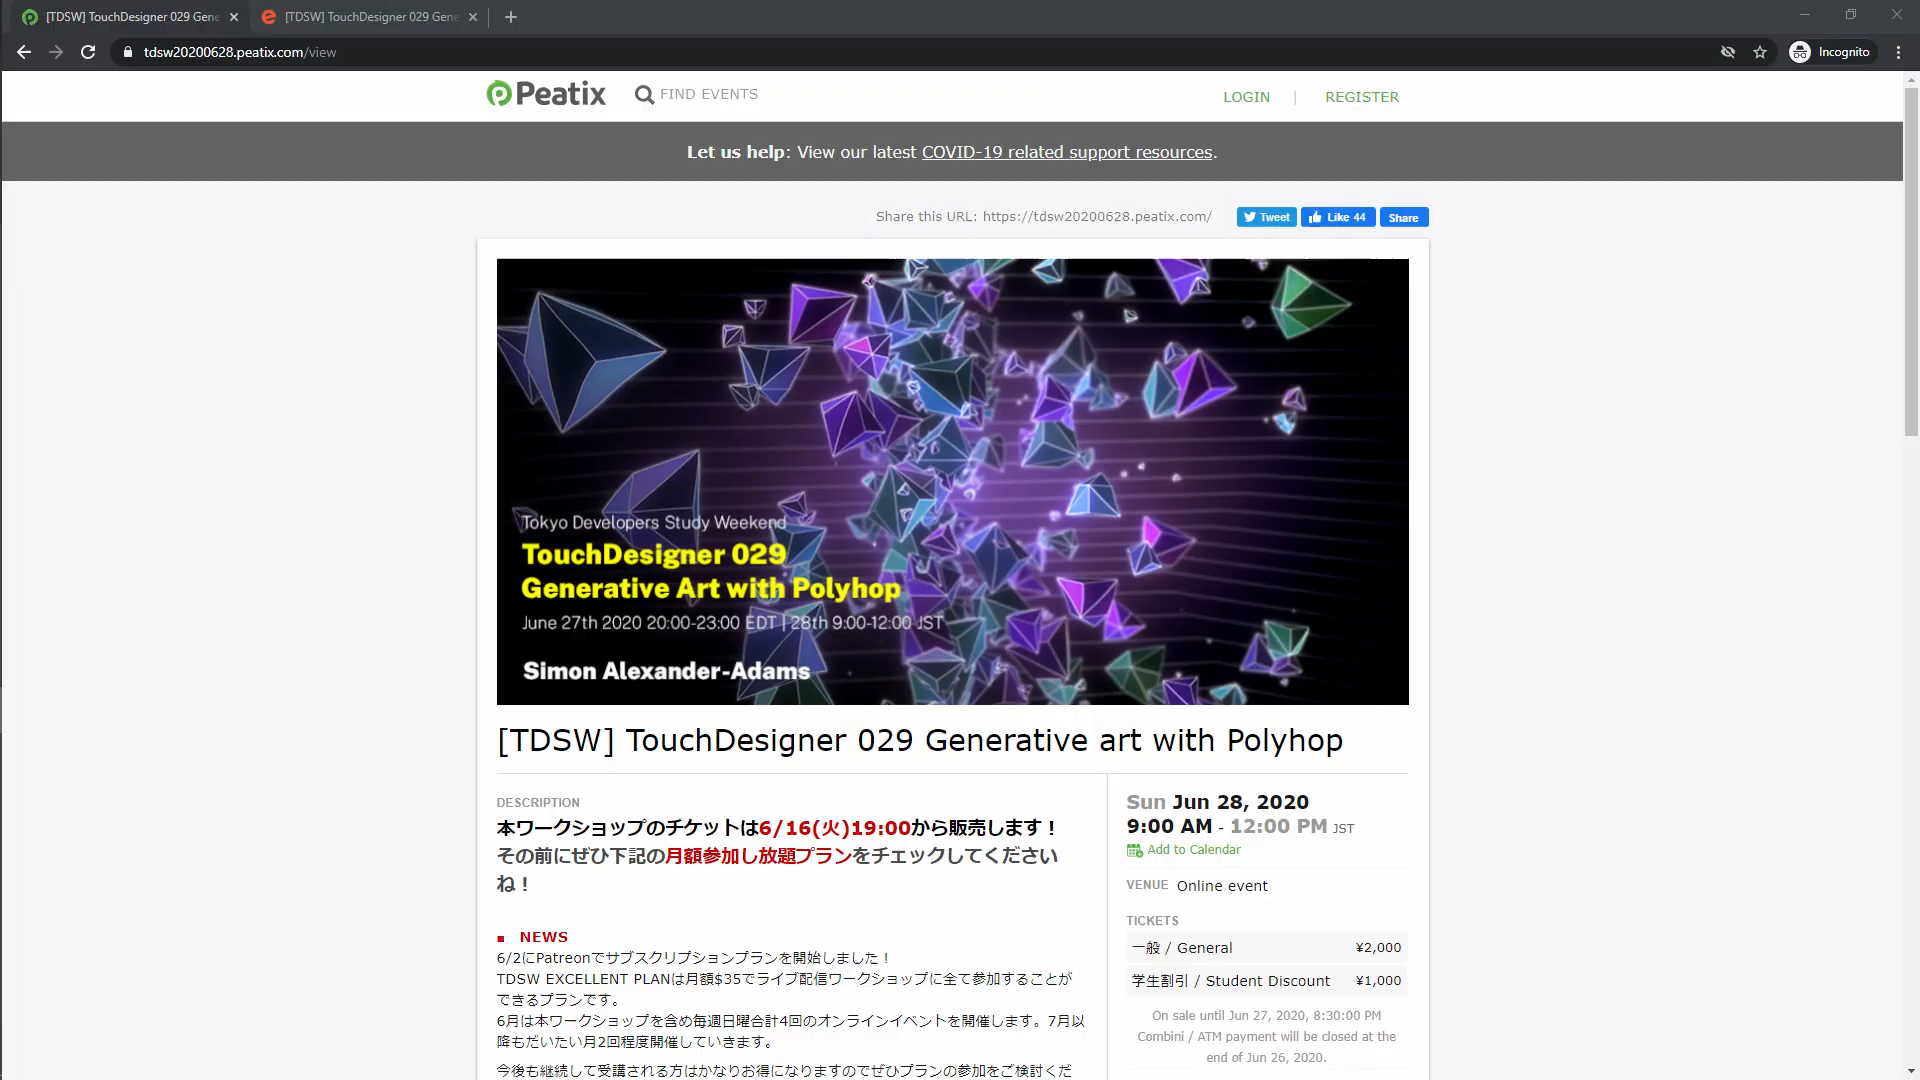 [TDSW] TouchDesigner 029 Gene
[TDSW] TouchDesigner 029 Gene
tdsw20200628.peatix.com/view
Incognito
Peatix
FIND EVENTS
LOGIN | REGISTER
Let us help: View our latest COVID-19 related support resources.
Share this URL: https://tdsw20200628.peatix.com/
Tweet
Like 44
Share
Tokyo Developers Study Weekend
TouchDesigner 029
Generative Art with Polyhop
June 27th 2020 20:00-23:00 EDT | 28th 9:00-12:00 JST
Simon Alexander-Adams
[TDSW] TouchDesigner 029 Generative art with Polyhop
DESCRIPTION
本ワークショップのチケットは6/16(火)19:00から販売します！
その前にぜひ下記の月額参加し放題プランをチェックしてください
ね！
■ NEWS
6/2にPatreonでサブスクリプションプランを開始しました！
TDSW EXCELLENT PLANは月額$35でライブ配信ワークショップに全て参加することが
できるプランです。
6月は本ワークショップを含め毎週日曜合計4回のオンラインイベントを開催します。7月以
降もだいたい月2回程度開催していきます。
今後も継続して受講される方はかなりお得になりますのでぜひプランの参加をご検討くだ
Sun Jun 28, 2020
9:00 AM - 12:00 PM JST
Add to Calendar
VENUE Online event
TICKETS
一般 / General ¥2,000
学生割引 / Student Discount ¥1,000
On sale until Jun 27, 2020, 8:30:00 PM
Combini / ATM payment will be closed at the
end of Jun 26, 2020.